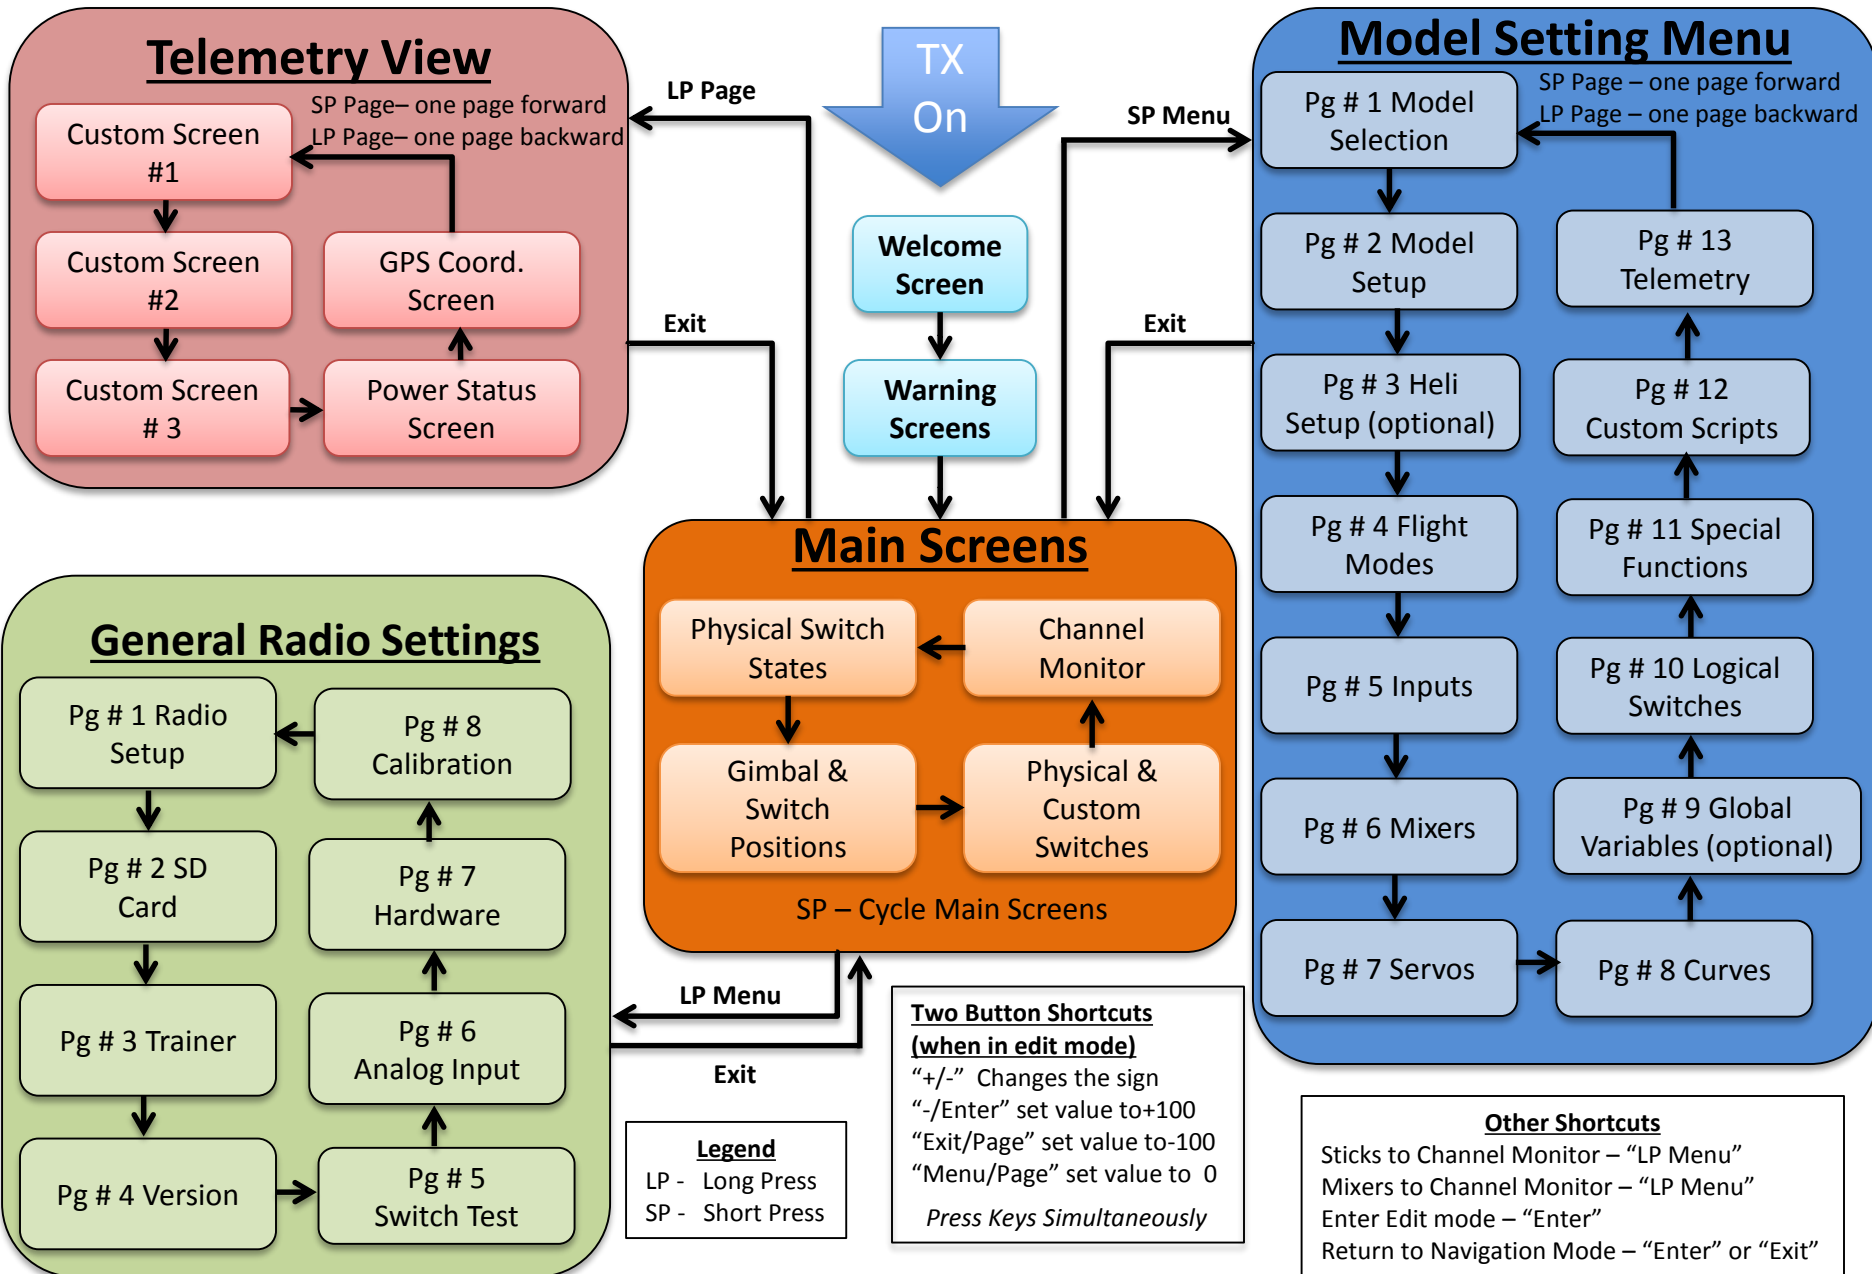 Telemetry View
SP Page– one page forward
LP Page– one page backward
Custom Screen
#1
Custom Screen
#2
Custom Screen
# 3
GPS Coord.
Screen
Power Status
Screen
LP Page
Exit
TX
On
Welcome
Screen
Warning
Screens
SP Menu
Exit
Model Setting Menu
SP Page – one page forward
LP Page – one page backward
Pg # 1 Model
Selection
Pg # 2 Model
Setup
Pg # 3 Heli
Setup (optional)
Pg # 4 Flight
Modes
Pg # 5 Inputs
Pg # 6 Mixers
Pg # 7 Servos
Pg # 8 Curves
Pg # 9 Global
Variables (optional)
Pg # 10 Logical
Switches
Pg # 11 Special
Functions
Pg # 12
Custom Scripts
Pg # 13
Telemetry
Main Screens
Physical Switch
States
Channel
Monitor
Gimbal &
Switch
Positions
Physical &
Custom
Switches
SP – Cycle Main Screens
General Radio Settings
Pg # 1 Radio
Setup
Pg # 2 SD
Card
Pg # 3 Trainer
Pg # 4 Version
Pg # 5
Switch Test
Pg # 6
Analog Input
Pg # 7
Hardware
Pg # 8
Calibration
LP Menu
Exit
Legend
LP - Long Press
SP - Short Press
Two Button Shortcuts
(when in edit mode)
“+/-” Changes the sign
“-/Enter” set value to+100
“Exit/Page” set value to-100
“Menu/Page” set value to 0
Press Keys Simultaneously
Other Shortcuts
Sticks to Channel Monitor – “LP Menu”
Mixers to Channel Monitor – “LP Menu”
Enter Edit mode – “Enter”
Return to Navigation Mode – “Enter” or “Exit”